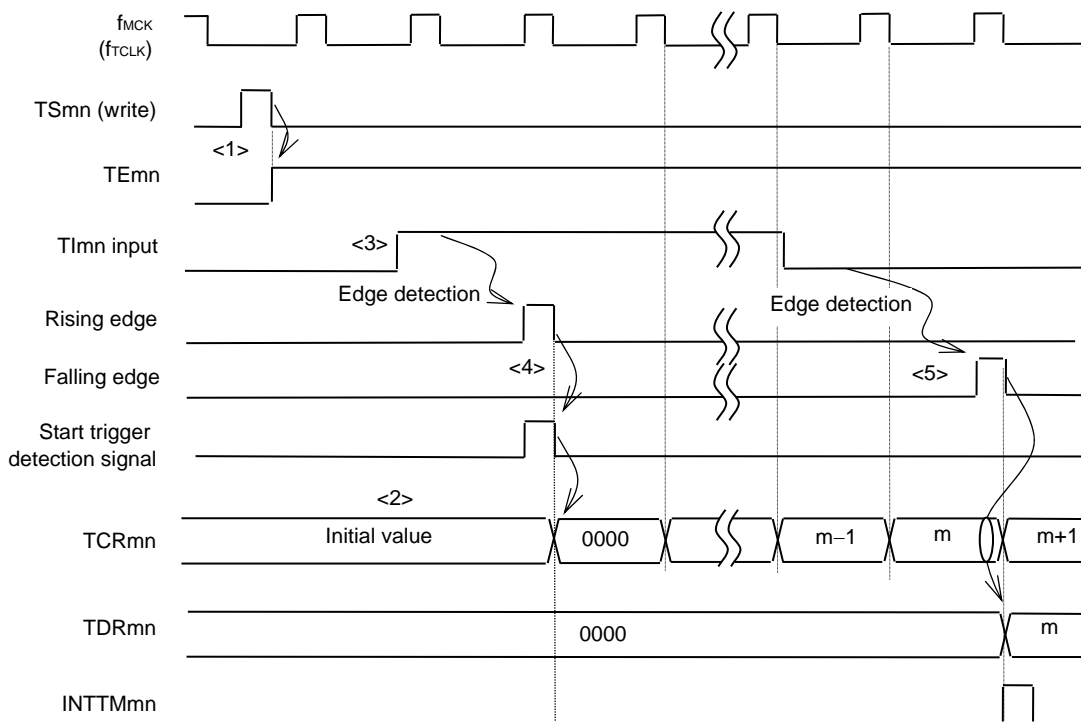 fMCK
(fTCLK)
TSmn (write)
<1>
TEmn
TImn input
<3>
Edge detection
Edge detection
Rising edge
<4>
Falling edge
<5>
Start trigger
detection signal
<2>
TCRmn
Initial value
0000
m−1
m
m+1
TDRmn
0000
m
INTTMmn